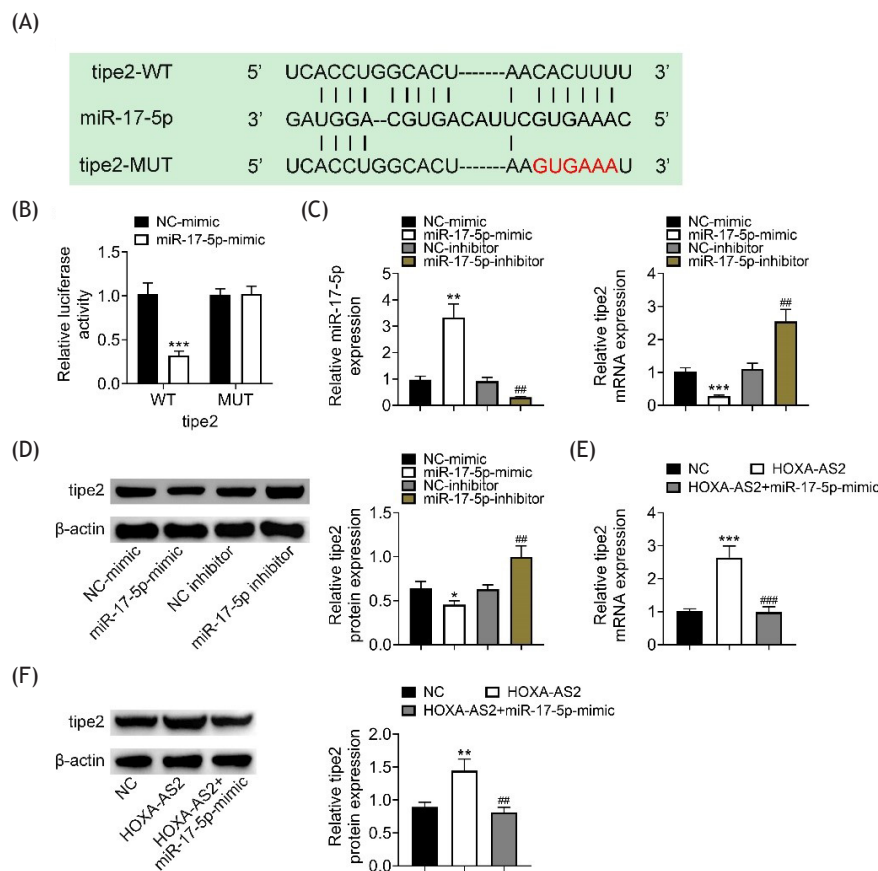 (A)
tipe2-WT 5' UCACCUGGCACU-------AACACUUUU 3'
miR-17-5p 3' GAUGGA--CGUGACAUUCGUGAAAC 5'
tipe2-MUT 5' UCACCUGGCACU-------AAGUGAAAU 3'
(B)
NC-mimic
miR-17-5p-mimic
Relative luciferase
activity
1.5
1.0
0.5
0.0
***
WT MUT
tipe2
(C)
NC-mimic
miR-17-5p-mimic
NC-inhibitor
miR-17-5p-inhibitor
Relative miR-17-5p
expression
5
4
3
2
1
0
**
##
NC-mimic
miR-17-5p-mimic
NC-inhibitor
miR-17-5p-inhibitor
Relative tipe2
mRNA expression
4
3
2
1
0
***
##
(D)
tipe2
β-actin
NC-mimic
miR-17-5p-mimic
NC inhibitor
miR-17-5p inhibitor
NC-mimic
miR-17-5p-mimic
NC-inhibitor
miR-17-5p-inhibitor
Relative tipe2
protein expression
1.5
1.0
0.5
0.0
*
##
(E)
NC HOXA-AS2
HOXA-AS2+miR-17-5p-mimic
Relative tipe2
mRNA expression
4
3
2
1
0
***
###
(F)
tipe2
β-actin
NC
HOXA-AS2
HOXA-AS2+
miR-17-5p-mimic
NC HOXA-AS2
HOXA-AS2+miR-17-5p-mimic
Relative tipe2
protein expression
2.0
1.5
1.0
0.5
0.0
**
##